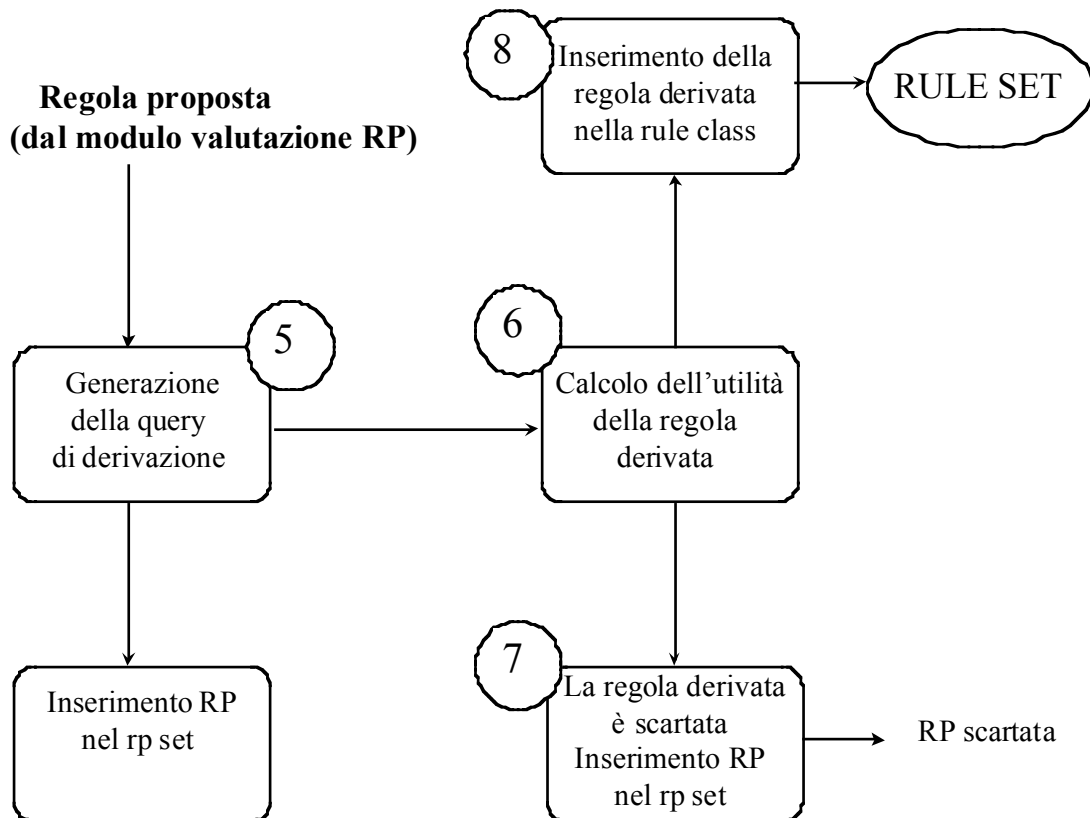 Regola proposta
(dal modulo valutazione RP)
8
Inserimento della
regola derivata
nella rule class
RULE SET
5
Generazione
della query
di derivazione
6
Calcolo dell’utilità
della regola
derivata
Inserimento RP
nel rp set
7
La regola derivata
è scartata
Inserimento RP
nel rp set
RP scartata